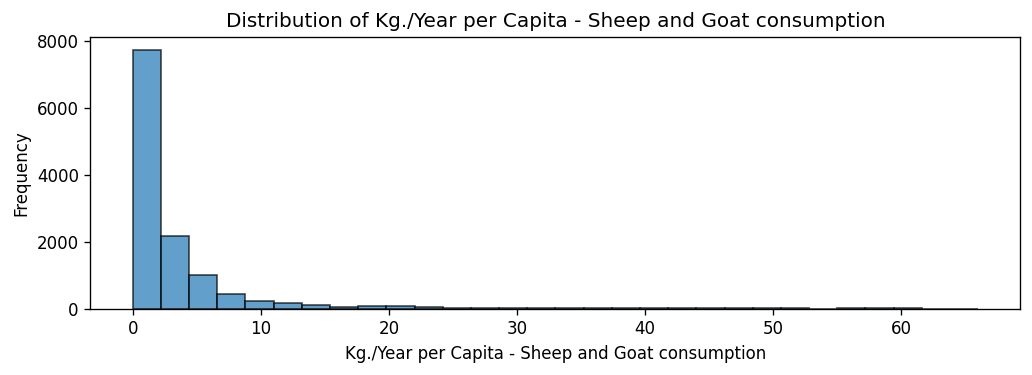 Distribution of Kg./Year per Capita - Sheep and Goat consumption
8000
6000
4000
2000
0
Frequency
0 10 20 30 40 50 60
Kg./Year per Capita - Sheep and Goat consumption